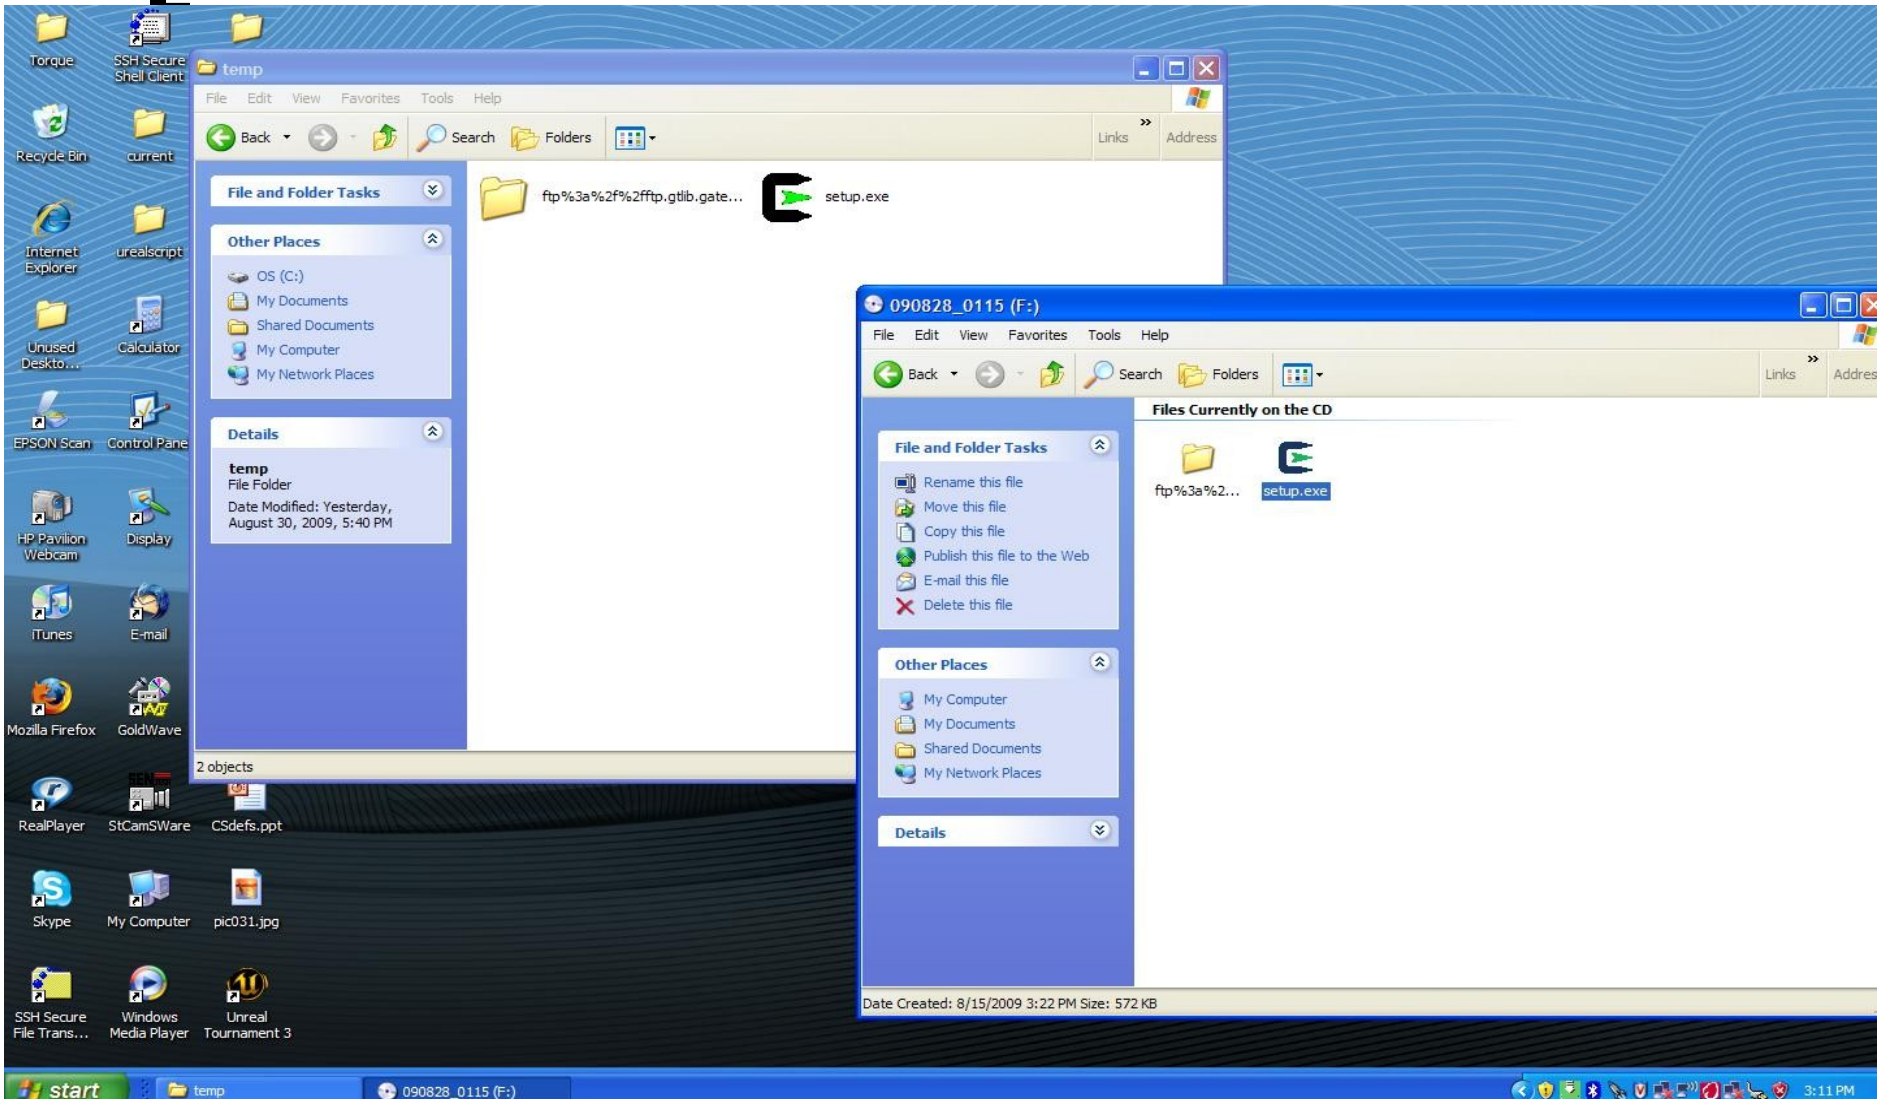 Torque
SSH Secure
Shell Client
Recycle Bin
current
Internet
Explorer
urealscript
Unused
Deskto...
Calculator
EPSON Scan
Control Pane
HP Pavilion
Webcam
Display
iTunes
E-mail
Mozilla Firefox
GoldWave
RealPlayer
StCamSWare
CSdefs.ppt
Skype
My Computer
pic031.jpg
SSH Secure
File Trans...
Windows
Media Player
Unreal
Tournament 3
temp
File Edit View Favorites Tools Help
Back Search Folders Links » Address
File and Folder Tasks
Other Places
OS (C:)
My Documents
Shared Documents
My Computer
My Network Places
Details
temp
File Folder
Date Modified: Yesterday,
August 30, 2009, 5:40 PM
ftp%3a%2f%2fftp.gtlib.gate...
setup.exe
2 objects
090828_0115 (F:)
File Edit View Favorites Tools Help
Back Search Folders Links » Addres
File and Folder Tasks
Rename this file
Move this file
Copy this file
Publish this file to the Web
E-mail this file
Delete this file
Other Places
My Computer
My Documents
Shared Documents
My Network Places
Details
Files Currently on the CD
ftp%3a%2...
setup.exe
Date Created: 8/15/2009 3:22 PM Size: 572 KB
start temp 090828_0115 (F:) 3:11 PM